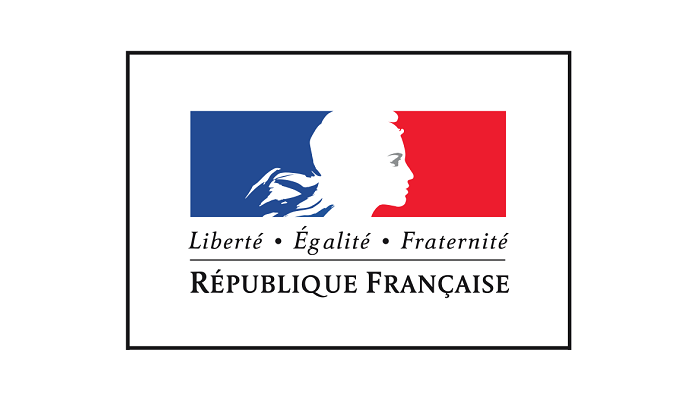 Liberté • Égalité • Fraternité
RÉPUBLIQUE FRANÇAISE